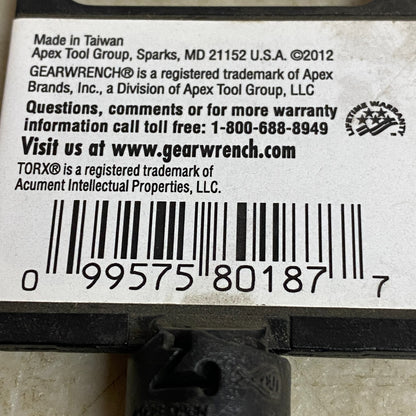 Made in Taiwan
Apex Tool Group, Sparks, MD 21152 U.S.A. ©2012
GEARWRENCH® is a registered trademark of Apex
Brands, Inc., a Division of Apex Tool Group, LLC
Questions, comments or for more warranty
information call toll free: 1-800-688-8949
Visit us at www.gearwrench.com
TORX® is a registered trademark of
Acument Intellectual Properties, LLC.
LIFETIME WARRANTY
0 99575 80187 7